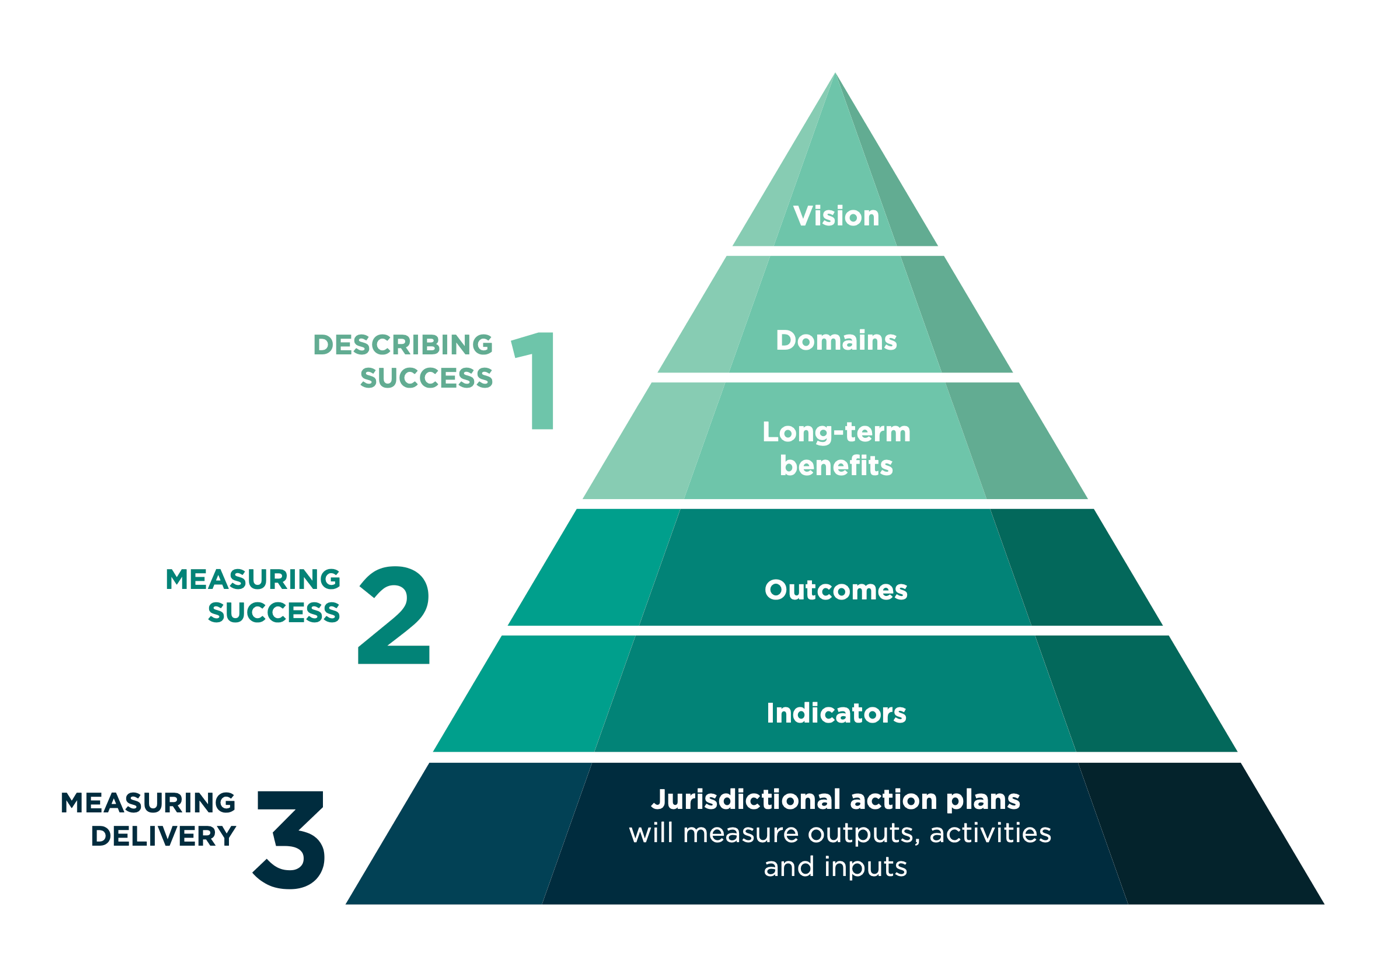 Vision
Domains
Long-term
benefits
DESCRIBING
SUCCESS
1
Outcomes
Indicators
MEASURING
SUCCESS
2
Jurisdictional action plans
will measure outputs, activities
and inputs
MEASURING
DELIVERY
3